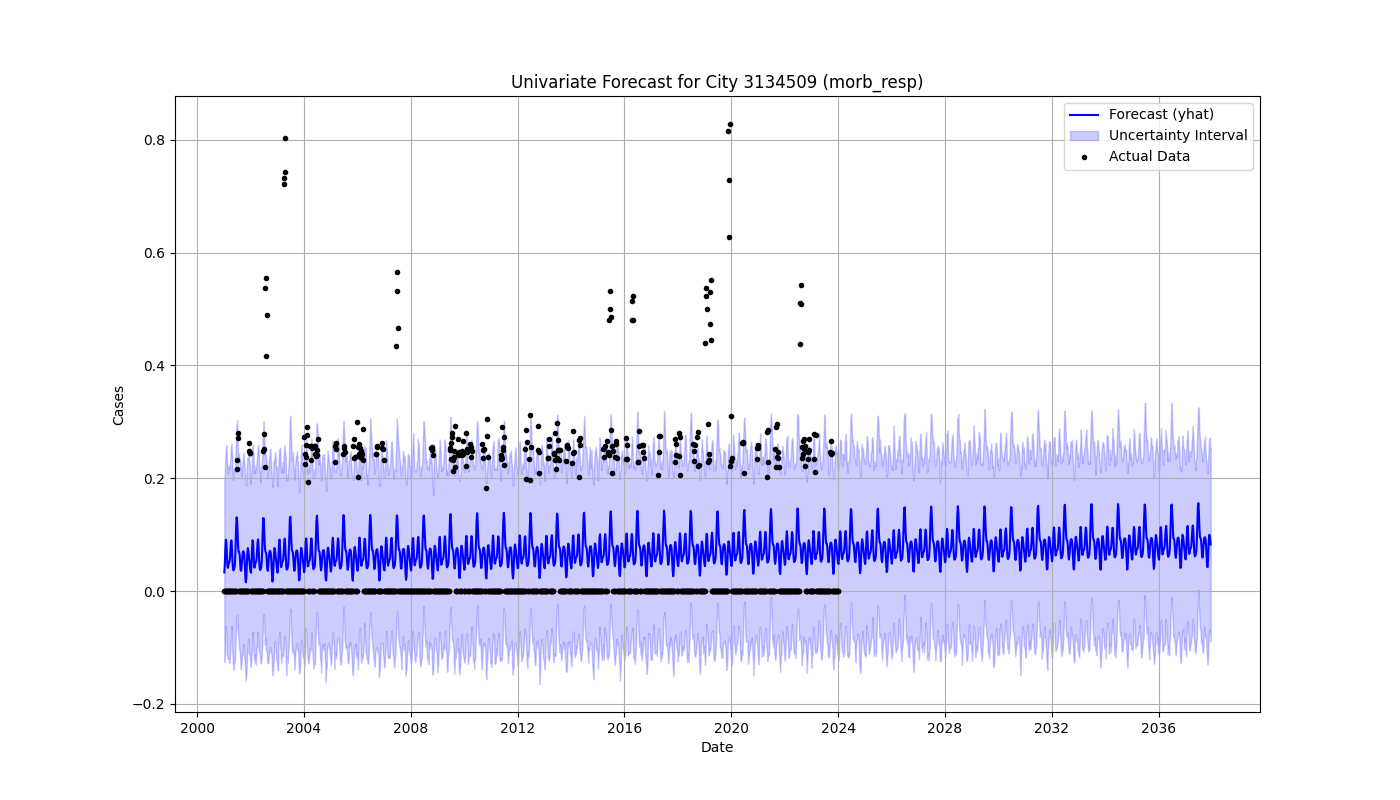 Univariate Forecast for City 3134509 (morb_resp)
Forecast (yhat)
Uncertainty Interval
Actual Data
Cases
0.8
0.6
0.4
0.2
0.0
−0.2
2000 2004 2008 2012 2016 2020 2024 2028 2032 2036
Date